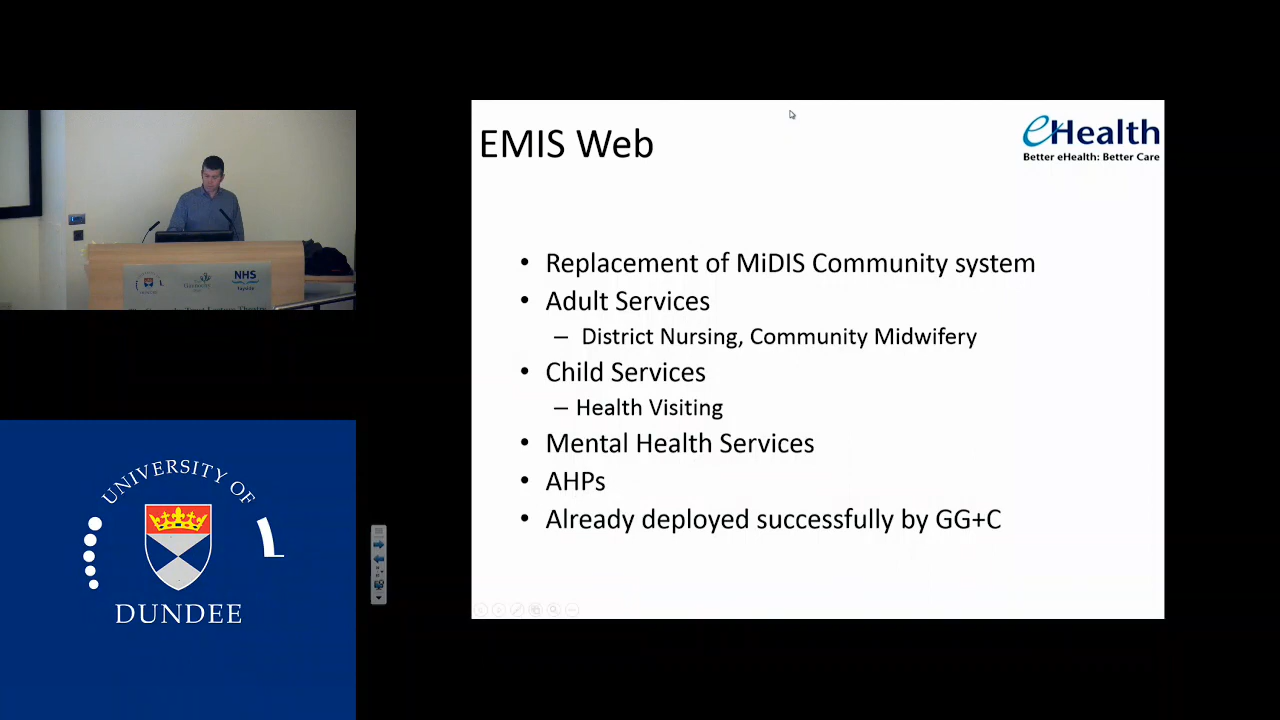 EMIS Web
eHealth
Better eHealth: Better Care
• Replacement of MiDIS Community system
• Adult Services
– District Nursing, Community Midwifery
• Child Services
– Health Visiting
• Mental Health Services
• AHPs
• Already deployed successfully by GG+C
NHS
UNIVERSITY OF
DUNDEE